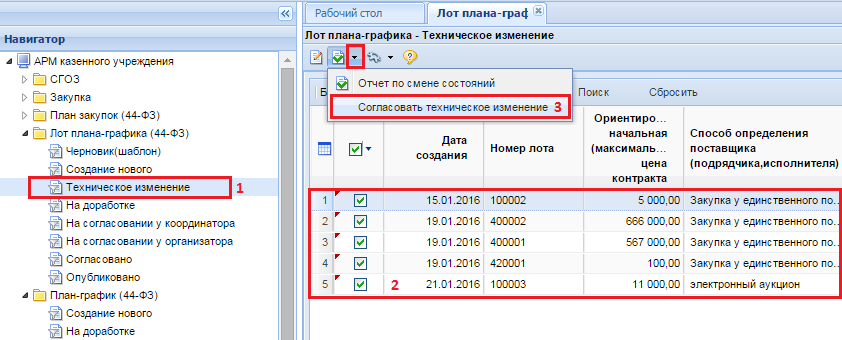 Навигатор
АРМ казенного учреждения
СГОЗ
Закупка
План закупок (44-ФЗ)
Лот плана-графика (44-ФЗ)
Черновик(шаблон)
Создание нового
Техническое изменение 1
На доработке
На согласовании у координатора
На согласовании у организатора
Согласовано
Опубликовано
План-график (44-ФЗ)
Создание нового
На доработке
Рабочий стол
Лот плана-граф
Лот плана-графика - Техническое изменение
Отчет по смене состояний
Согласовать техническое изменение 3
Поиск Сбросить
Дата создания
Номер лота
Ориентиро...
начальная
(максималь...
цена
контракта
Способ определения
поставщика
(подрядчика,исполнителя)
1 15.01.2016 100002 5 000,00 Закупка у единственного по...
2 19.01.2016 400002 666 000,00 Закупка у единственного по...
3 19.01.2016 400001 567 000,00 Закупка у единственного по...
4 19.01.2016 420001 100,00 Закупка у единственного по...
5 2 21.01.2016 100003 11 000,00 электронный аукцион